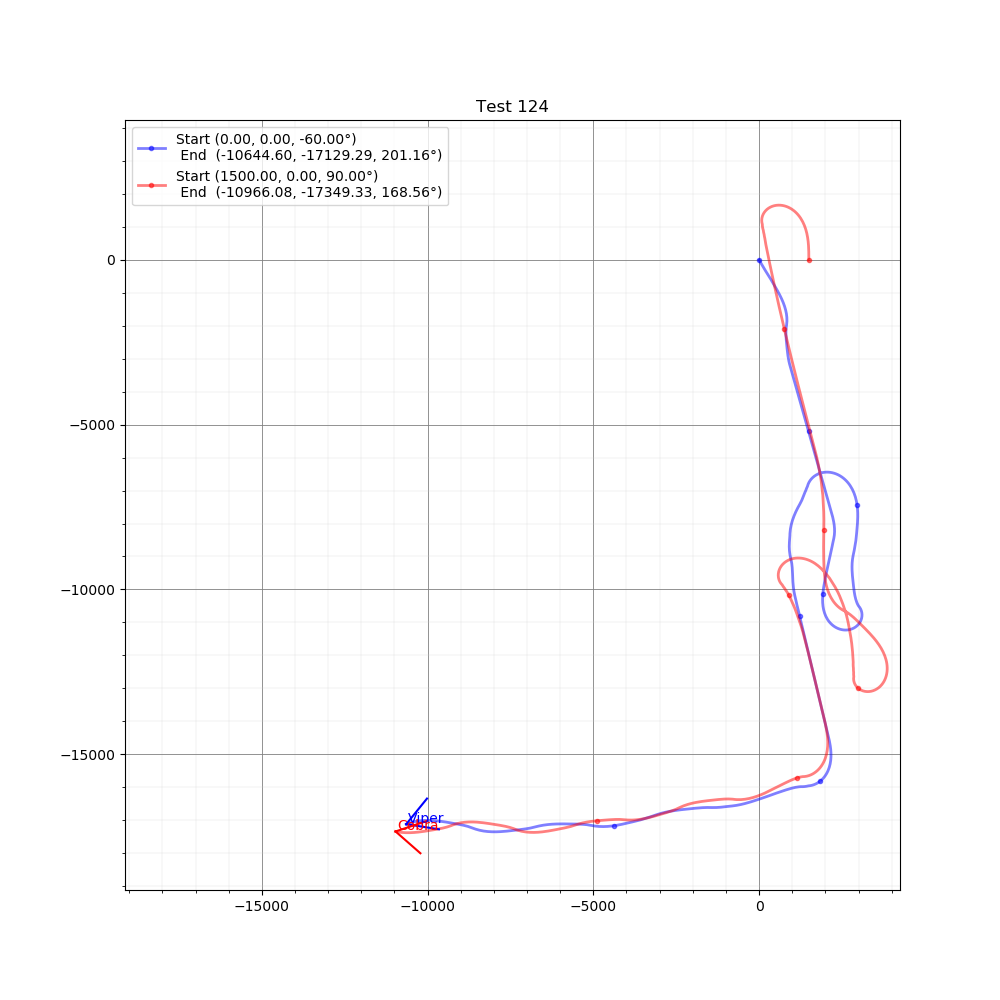 Test 124
Start (0.00, 0.00, -60.00°)
End (-10644.60, -17129.29, 201.16°)
Start (1500.00, 0.00, 90.00°)
End (-10966.08, -17349.33, 168.56°)
0
−5000
−10000
−15000
Viper
−15000
−10000
−5000
0